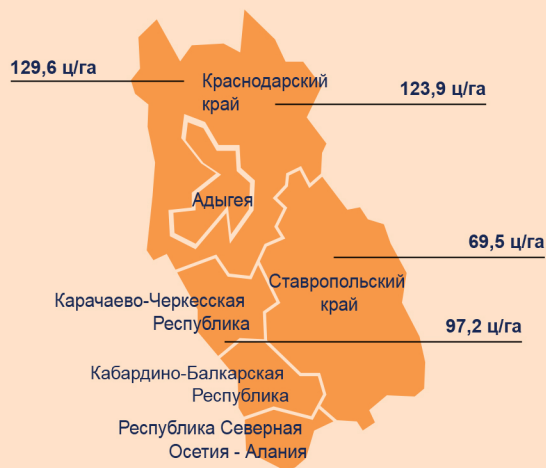 129,6 ц/га
Краснодарский
край
123,9 ц/га
Адыгея
69,5 ц/га
Ставропольский
край
Карачаево-Черкесская
Республика
97,2 ц/га
Кабардино-Балкарская
Республика
Республика Северная
Осетия - Алания